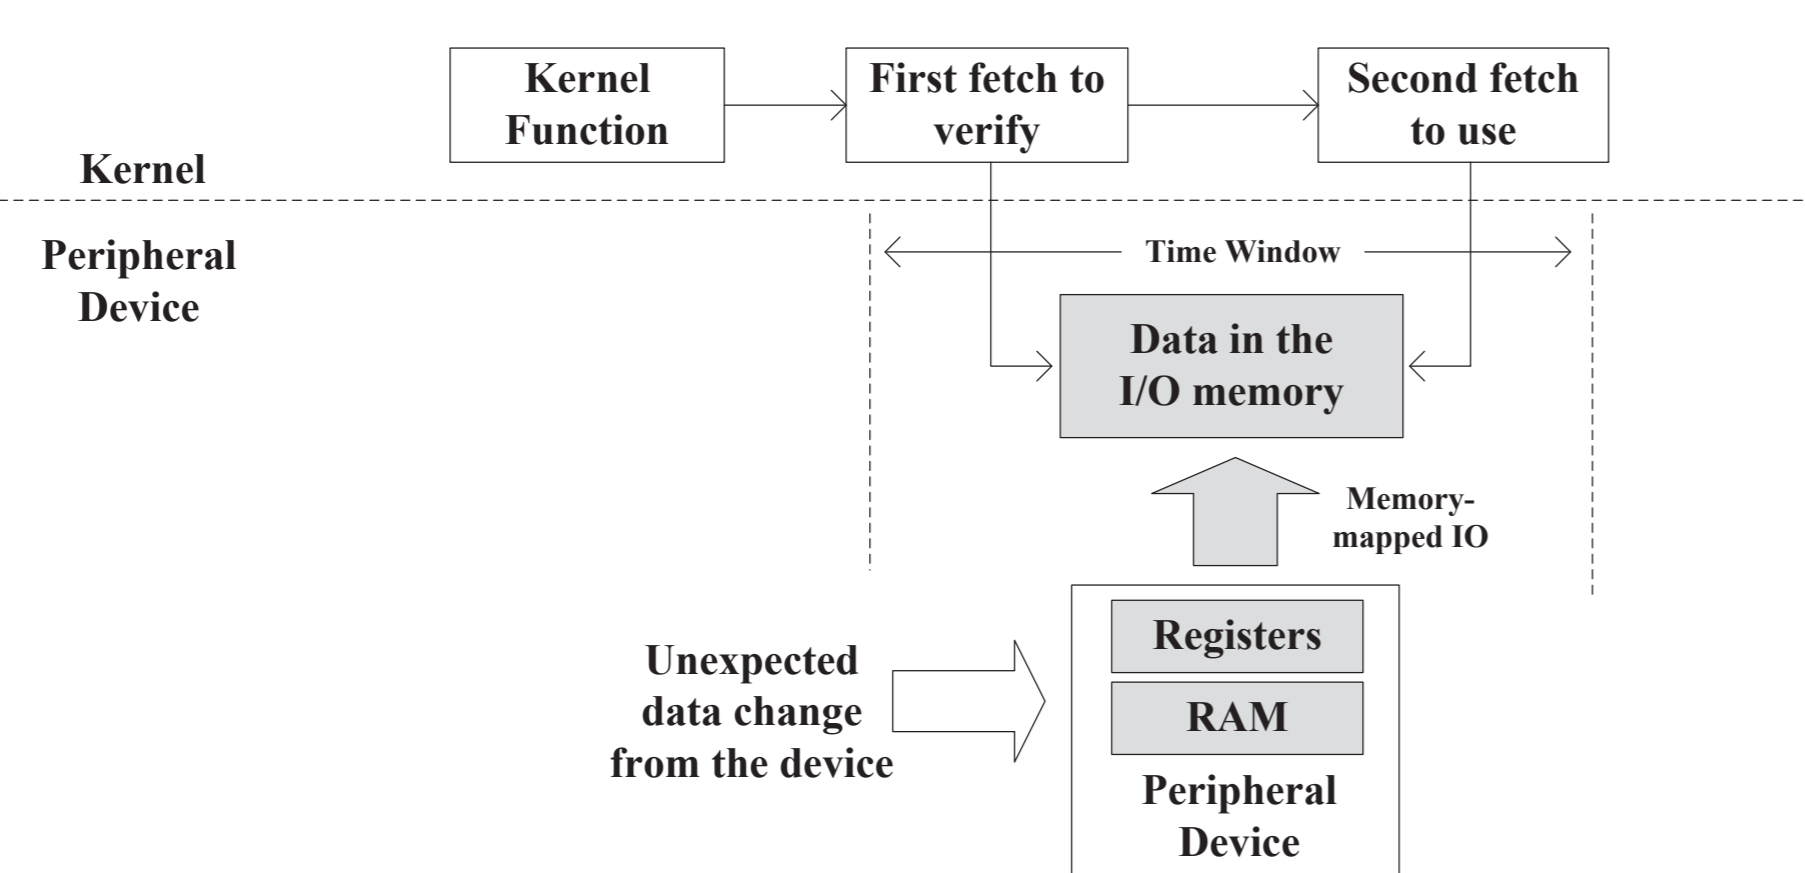 Kernel
Function
First fetch to
verify
Second fetch
to use
Kernel
Peripheral
Device
Time Window
Data in the
I/O memory
Memory-
mapped IO
Registers
RAM
Unexpected
data change
from the device
Peripheral
Device